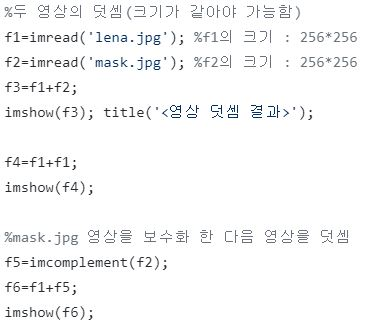 %두 영상의 덧셈(크기가 같아야 가능함)
f1=imread('lena.jpg'); %f1의 크기 : 256*256
f2=imread('mask.jpg'); %f2의 크기 : 256*256
f3=f1+f2;
imshow(f3); title('<영상 덧셈 결과>');
f4=f1+f1;
imshow(f4);
%mask.jpg 영상을 보수화 한 다음 영상을 덧셈
f5=imcomplement(f2);
f6=f1+f5;
imshow(f6);